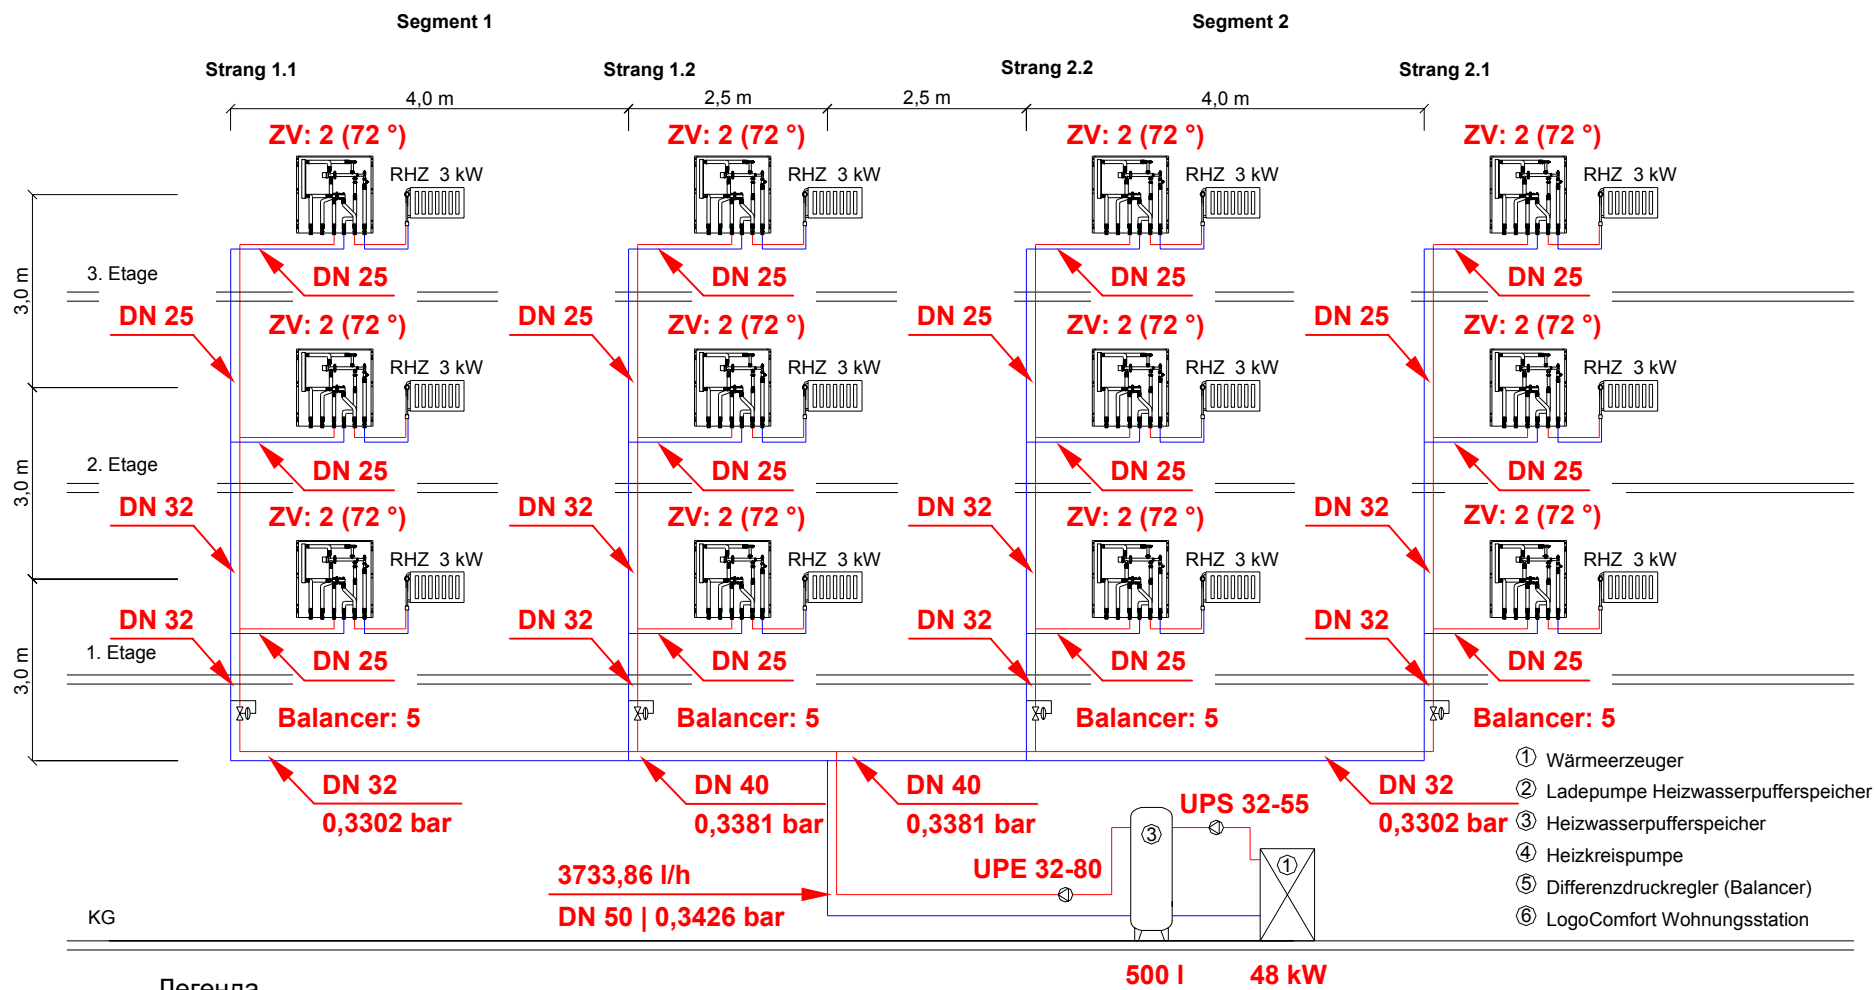 Segment 1
Segment 2
Strang 1.1
Strang 1.2
Strang 2.2
Strang 2.1
4,0 m
2,5 m
2,5 m
4,0 m
ZV: 2 (72 °)
ZV: 2 (72 °)
ZV: 2 (72 °)
ZV: 2 (72 °)
RHZ 3 kW
RHZ 3 kW
RHZ 3 kW
RHZ 3 kW
3,0 m
3. Etage
DN 25
DN 25
DN 25
DN 25
DN 25
DN 25
DN 25
DN 25
ZV: 2 (72 °)
ZV: 2 (72 °)
ZV: 2 (72 °)
ZV: 2 (72 °)
RHZ 3 kW
RHZ 3 kW
RHZ 3 kW
RHZ 3 kW
3,0 m
2. Etage
DN 25
DN 25
DN 25
DN 25
DN 32
DN 32
DN 32
DN 32
ZV: 2 (72 °)
ZV: 2 (72 °)
ZV: 2 (72 °)
ZV: 2 (72 °)
RHZ 3 kW
RHZ 3 kW
RHZ 3 kW
RHZ 3 kW
DN 32
DN 32
DN 32
DN 32
3,0 m
1. Etage
DN 25
DN 25
DN 25
DN 25
Balancer: 5
Balancer: 5
Balancer: 5
Balancer: 5
DN 32
0,3302 bar
DN 40
0,3381 bar
DN 40
0,3381 bar
DN 32
0,3302 bar
1 Wärmeerzeuger
2 Ladepumpe Heizwasserpufferspeicher
3 Heizwasserpufferspeicher
4 Heizkreispumpe
5 Differenzdruckregler (Balancer)
6 LogoComfort Wohnungsstation
UPS 32-55
3
1
UPE 32-80
3733,86 l/h
DN 50 | 0,3426 bar
KG
500 l
48 kW
Легенда